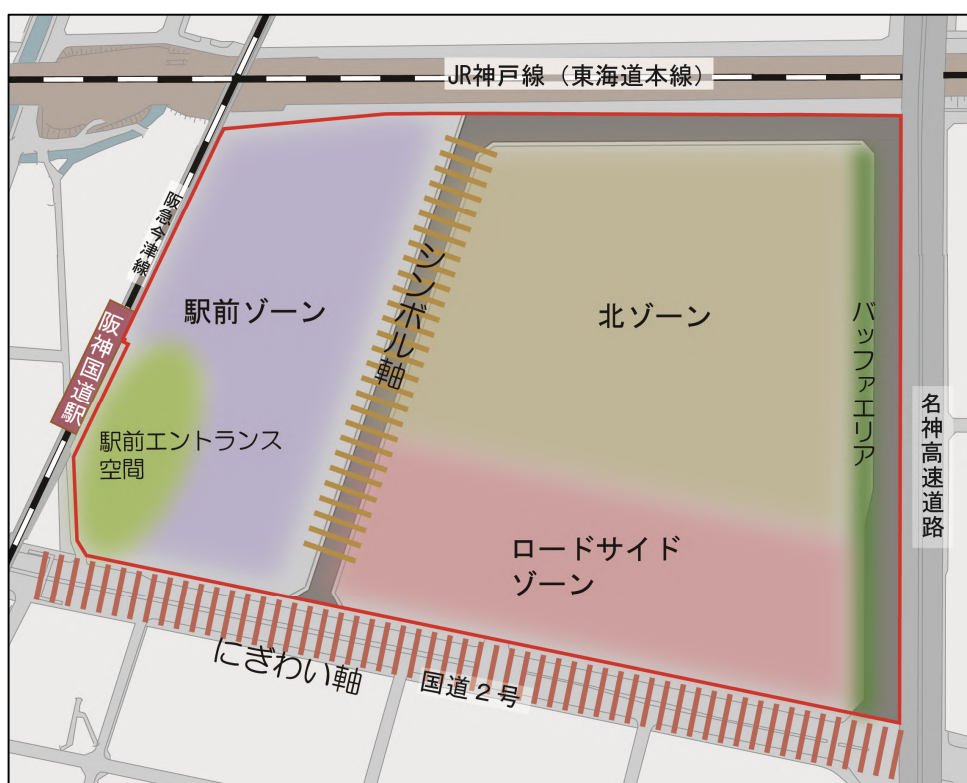 JR神戸線（東海道本線）
阪急今津線
阪神国道駅
駅前ゾーン
シンボル軸
北ゾーン
バッファエリア
名神高速道路
駅前エントランス
空間
ロードサイド
ゾーン
にぎわい軸
国道２号